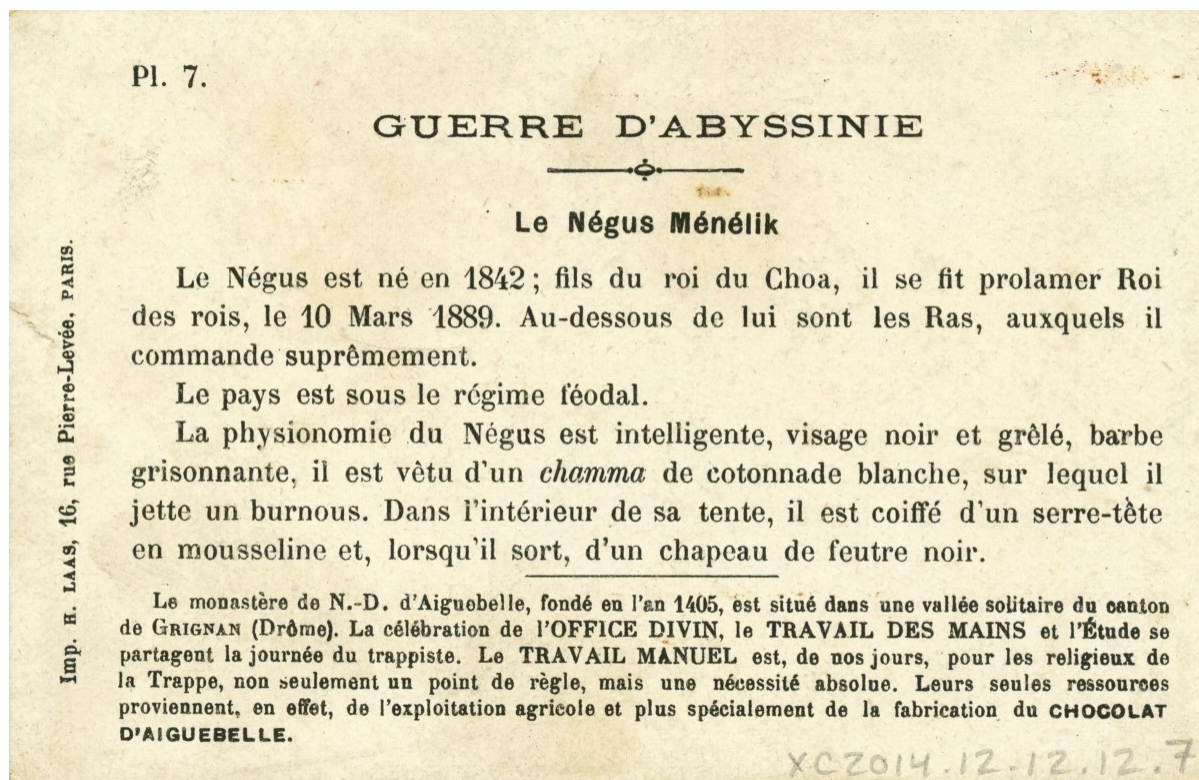 Pl. 7.
GUERRE D'ABYSSINIE
Le Négus Ménélik
Le Négus est né en 1842 ; fils du roi du Choa, il se fit prolamer Roi
des rois, le 10 Mars 1889. Au-dessous de lui sont les Ras, auxquels il
commande suprêmement.
Le pays est sous le régime féodal.
La physionomie du Négus est intelligente, visage noir et grêlé, barbe
grisonnante, il est vêtu d'un chamma de cotonnade blanche, sur lequel il
jette un burnous. Dans l'intérieur de sa tente, il est coiffé d'un serre-tète
en mousseline et, lorsqu'il sort, d'un chapeau de feutre noir.
Le monastère de N.-D. d'Aiguebelle, fondé en l'an 1405, est situé dans une vallée solitaire du canton
de GRIGNAN (Drôme). La célébration de l'OFFICE DIVIN, le TRAVAIL DES MAINS et l'Étude se
partagent la journée du trappiste. Le TRAVAIL MANUEL est, de nos jours, pour les religieux de
la Trappe, non seulement un point de règle, mais une nécessité absolue. Leurs seules ressources
proviennent, en effet, de l'exploitation agricole et plus spécialement de la fabrication du CHOCOLAT
D'AIGUEBELLE.
Imp. H. LAAS, 16, rue Pierre-Levée, PARIS.
XC2014.12.12.12.7